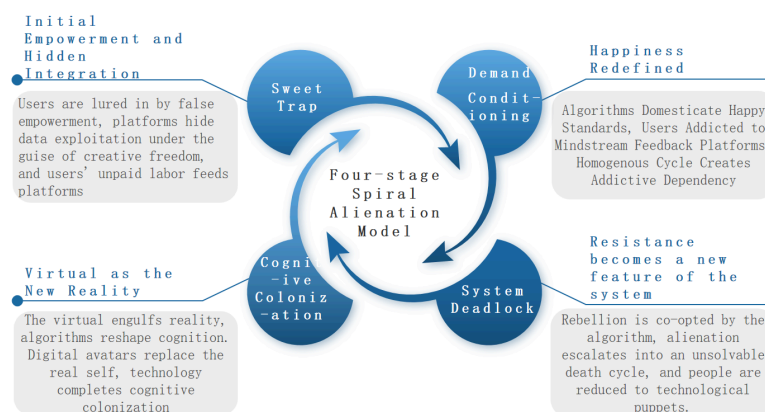 Initial
Empowerment and
Hidden
Integration
Users are lured in by false
empowerment, platforms hide
data exploitation under the
guise of creative freedom,
and users' unpaid labor feeds
platforms
Sweet
Trap
Demand
Condit-
ioning
Happiness
Redefined
Algorithms Domesticate Happy
Standards, Users Addicted to
Mindstream Feedback Platforms
Homogenous Cycle Creates
Addictive Dependency
Four-stage
Spiral
Alienation
Model
Virtual as the
New Reality
The virtual engulfs reality,
algorithms reshape cognition.
Digital avatars replace the
real self, technology
completes cognitive
colonization
Cogni
-ive
Coloniz
-ation
System
Deadlock
Resistance
becomes a new
feature of the
system
Rebellion is co-opted by the
algorithm, alienation
escalates into an unsolvable
death cycle, and people are
reduced to technological
puppets.